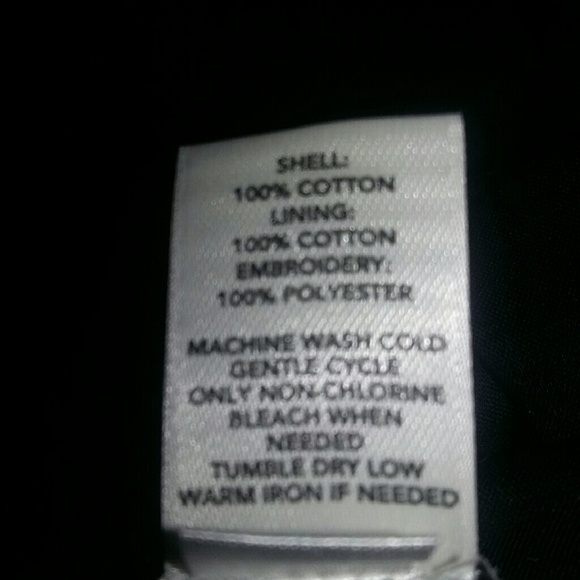 SHELL:
100% COTTON
LINING:
100% COTTON
EMBROIDERY:
100% POLYESTER
MACHINE WASH COLD
GENTLE CYCLE
ONLY NON-CHLORINE
BLEACH WHEN
NEEDED
TUMBLE DRY LOW
WARM IRON IF NEEDED